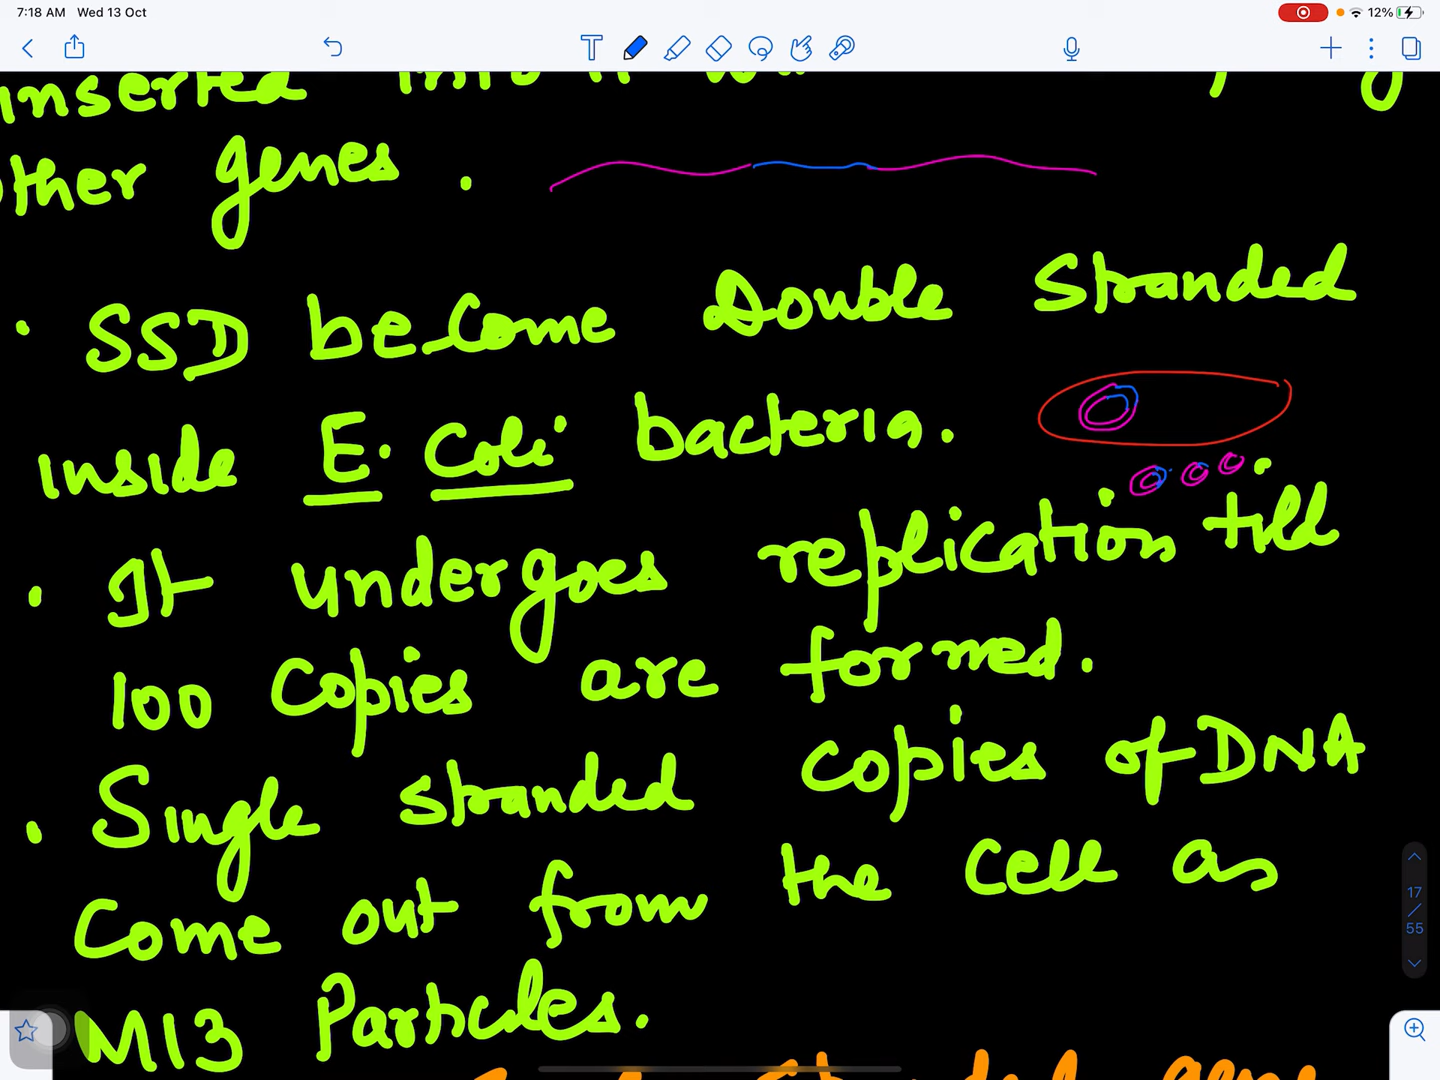 7:18 AM Wed 13 Oct
12%
inserted into it
other genes.
• SSD become Double Stranded
inside E. Coli bacteria.
• It undergoes replication till
100 Copies are formed.
• Single stranded copies of DNA
Come out from the Cell as
M13 Particles.
17
/
55